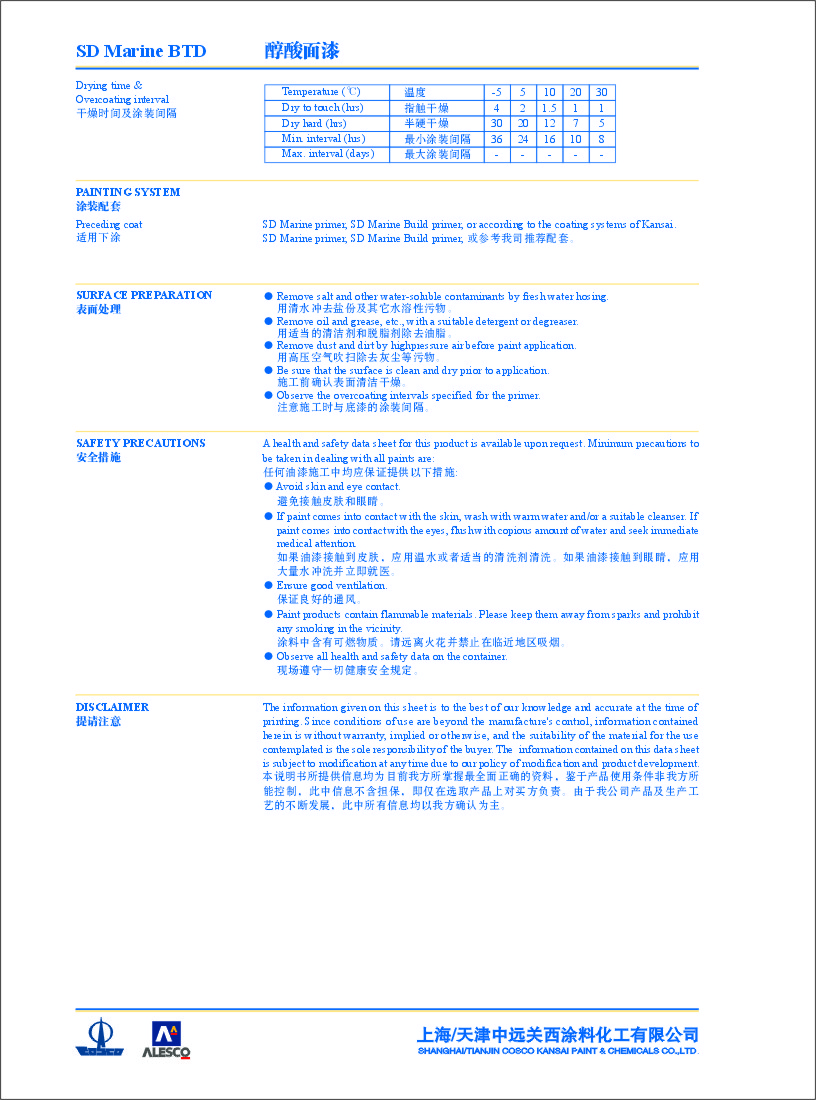 SD Marine BTD 醇酸面漆
Drying time &
Overcoating interval
干燥时间及涂装间隔
Temperature (℃) 温度 -5 5 10 20 30
Dry to touch (hrs) 指触干燥 4 2 1.5 1 1
Dry hard (hrs) 半硬干燥 30 20 12 7 5
Min. interval (hrs) 最小涂装间隔 36 24 16 10 8
Max. interval (days) 最大涂装间隔 - - - - -
PAINTING SYSTEM
涂装配套
Preceding coat SD Marine primer, SD Marine Build primer, or according to the coating systems of Kansai.
适用下涂 SD Marine primer, SD Marine Build primer, 或参考我司推荐配套。
SURFACE PREPARATION
表面处理
● Remove salt and other water-soluble contaminants by fresh water hosing.
用清水冲去盐份及其它水溶性污物。
● Remove oil and grease, etc., with a suitable detergent or degreaser.
用适当的清洁剂和脱脂剂除去油脂。
● Remove dust and dirt by highpressure air before paint application.
用高压空气吹扫除去灰尘等污物。
● Be sure that the surface is clean and dry prior to application.
施工前确认表面清洁干燥。
● Observe the overcoating intervals specified for the primer.
注意施工时与底漆的涂装间隔。
SAFETY PRECAUTIONS
安全措施
A health and safety data sheet for this product is available upon request. Minimum precautions to
be taken in dealing with all paints are:
任何油漆施工中均应保证提供以下措施:
● Avoid skin and eye contact.
避免接触皮肤和眼睛。
● If paint comes into contact with the skin, wash with warm water and/or a suitable cleanser. If
paint comes into contact with the eyes, flush with copious amount of water and seek immediate
medical attention.
如果油漆接触到皮肤，应用温水或者适当的清洗剂清洗。如果油漆接触到眼睛，应用
大量水冲洗并立即就医。
● Ensure good ventilation.
保证良好的通风。
● Paint products contain flammable materials. Please keep them away from sparks and prohibit
any smoking in the vicinity.
涂料中含有可燃物质。请远离火花并禁止在临近地区吸烟。
● Observe all health and safety data on the container.
现场遵守一切健康安全规定。
DISCLAIMER
提请注意
The information given on this sheet is to the best of our knowledge and accurate at the time of
printing. Since conditions of use are beyond the manufacture's control, information contained
herein is without warranty, implied or otherwise, and the suitability of the material for the use
contemplated is the sole responsibility of the buyer. The information contained on this data sheet
is subject to modification at any time due to our policy of modification and product development.
本说明书所提供信息均为目前我方所掌握最全面正确的资料，鉴于产品使用条件非我方所
能控制，此中信息不含担保，即仅在选取产品上对买方负责。由于我公司产品及生产工
艺的不断发展，此中所有信息均以我方确认为主。
COSCO
ALESCO
上海/天津中远关西涂料化工有限公司
SHANGHAI/TIANJIN COSCO KANSAI PAINT & CHEMICALS CO.,LTD.